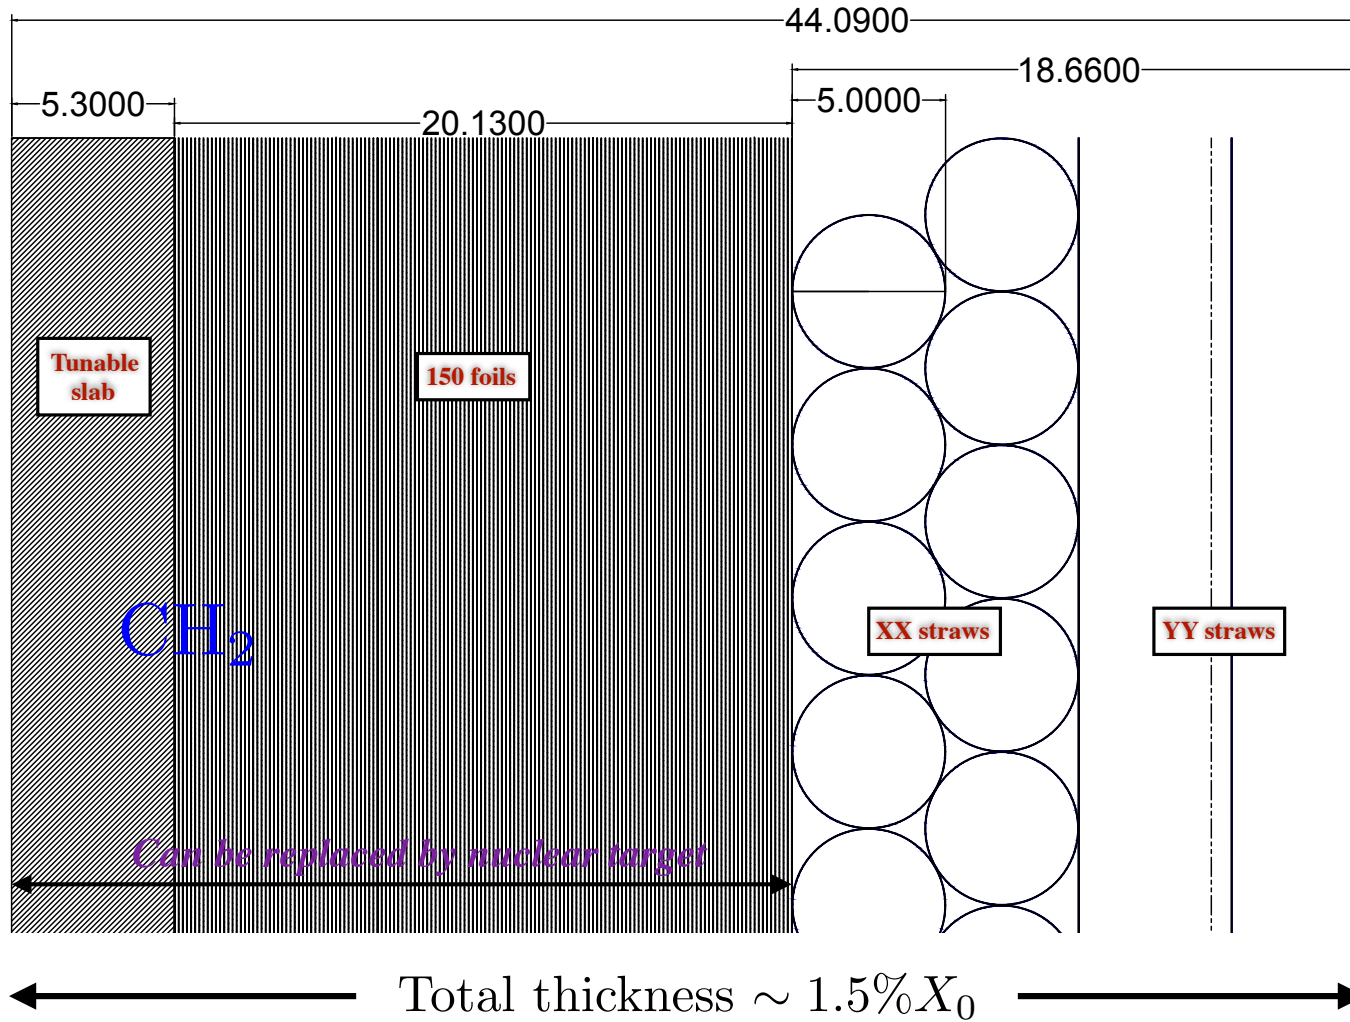 44.0900
18.6600
5.3000
5.0000
20.1300
Tunable
slab
150 foils
CH₂
XX straws
YY straws
Can be replaced by nuclear target
Total thickness ∼ 1.5%X₀